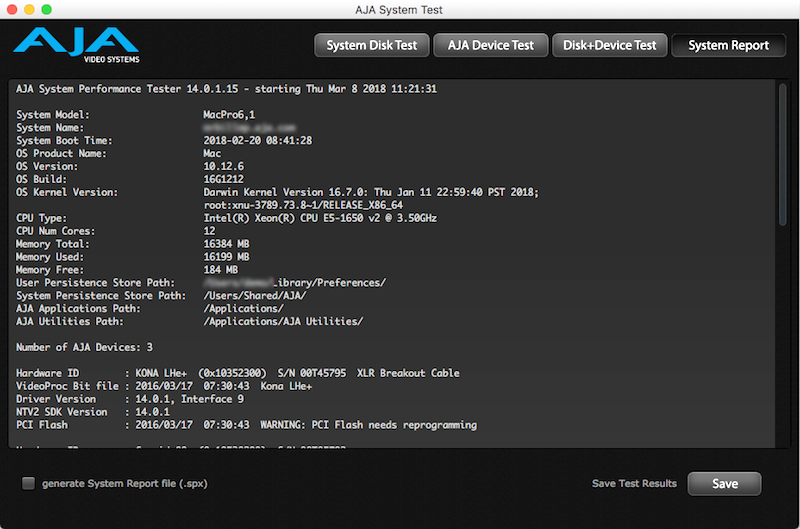 AJA System Test
AJA
VIDEO SYSTEMS
System Disk Test
AJA Device Test
Disk+Device Test
System Report
AJA System Performance Tester 14.0.1.15 - starting Thu Mar 8 2018 11:21:31
System Model: MacPro6,1
System Name:
System Boot Time: 2018-02-20 08:41:28
OS Product Name: Mac
OS Version: 10.12.6
OS Build: 16G1212
OS Kernel Version: Darwin Kernel Version 16.7.0: Thu Jan 11 22:59:40 PST 2018;
root:xnu-3789.73.8~1/RELEASE_X86_64
CPU Type: Intel(R) Xeon(R) CPU E5-1650 v2 @ 3.50GHz
CPU Num Cores: 12
Memory Total: 16384 MB
Memory Used: 16199 MB
Memory Free: 184 MB
User Persistence Store Path: Library/Preferences/
System Persistence Store Path: /Users/Shared/AJA/
AJA Applications Path: /Applications/
AJA Utilities Path: /Applications/AJA Utilities/
Number of AJA Devices: 3
Hardware ID : KONA LHe+ (0x10352300) S/N 00T45795 XLR Breakout Cable
VideoProc Bit file : 2016/03/17 07:30:43 Kona LHe+
Driver Version : 14.0.1, Interface 9
NTV2 SDK Version : 14.0.1
PCI Flash : 2016/03/17 07:30:43 WARNING: PCI Flash needs reprogramming
generate System Report file (.spx)
Save Test Results
Save